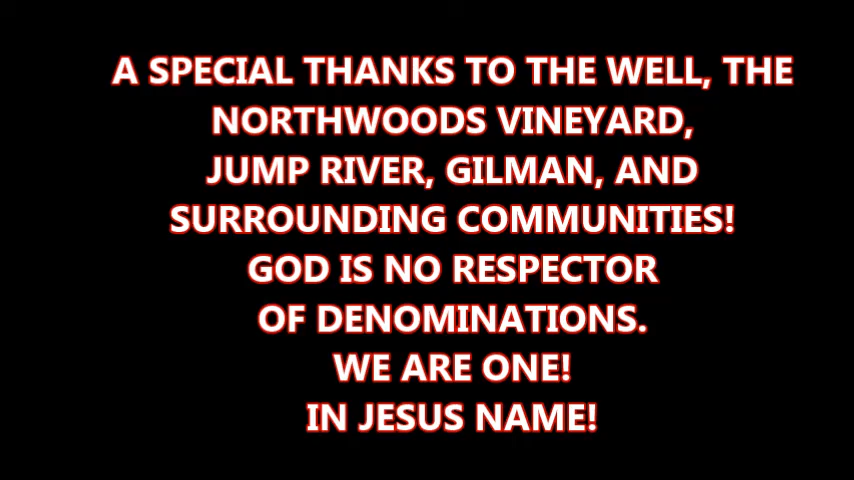 A SPECIAL THANKS TO THE WELL, THE
NORTHWOODS VINEYARD,
JUMP RIVER, GILMAN, AND
SURROUNDING COMMUNITIES!
GOD IS NO RESPECTOR
OF DENOMINATIONS.
WE ARE ONE!
IN JESUS NAME!